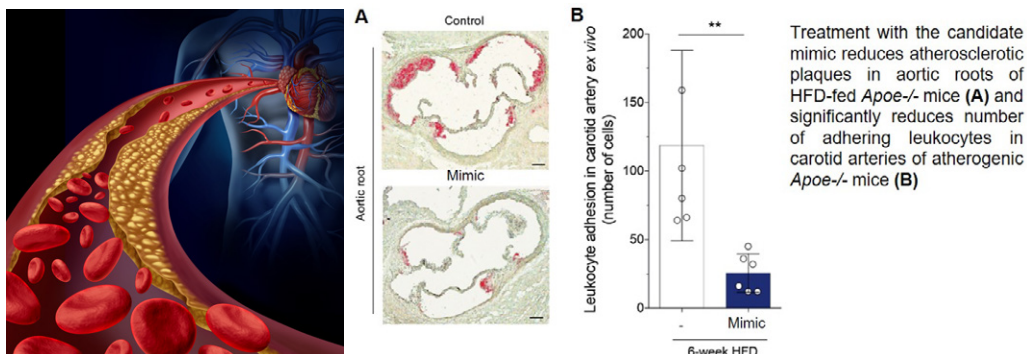 A
Control
Aortic root
Mimic
B
Leukocyte adhesion in carotid artery ex vivo
(number of cells)
200
150
100
50
0
**
-
Mimic
6-week HFD
Treatment with the candidate
mimic reduces atherosclerotic
plaques in aortic roots of
HFD-fed Apoe-/- mice (A) and
significantly reduces number
of adhering leukocytes in
carotid arteries of atherogenic
Apoe-/- mice (B)